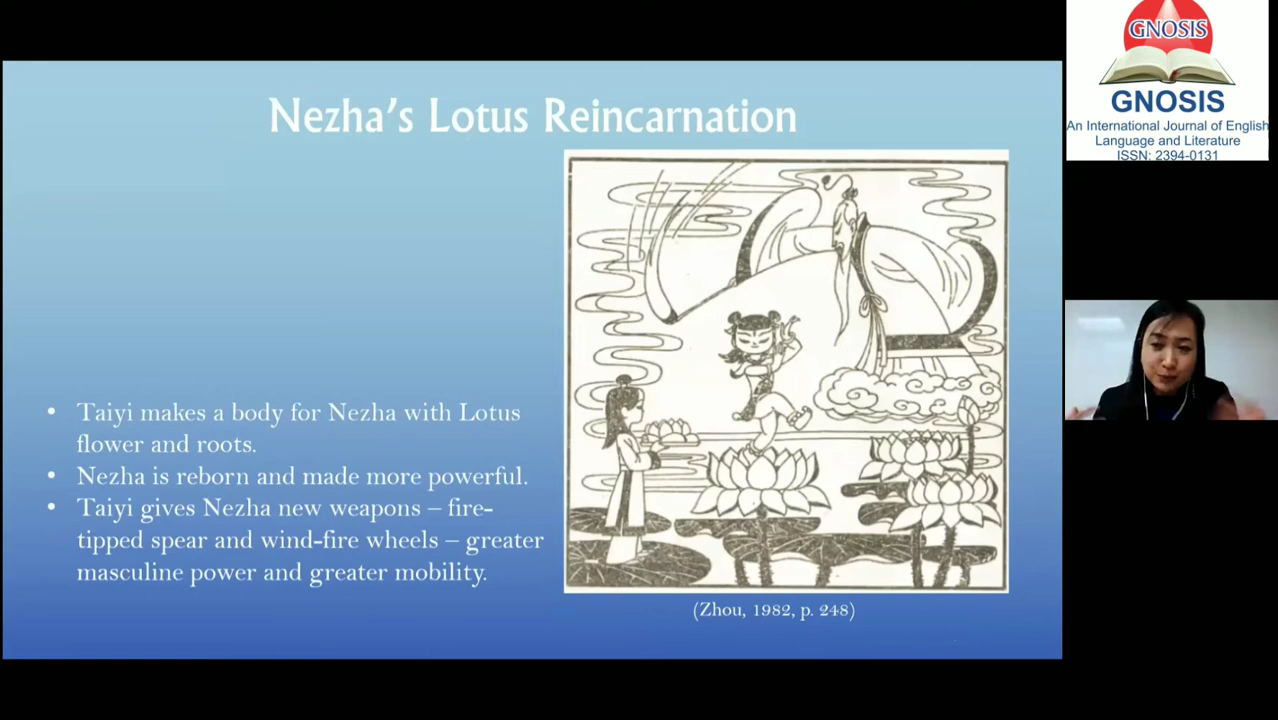 Nezha's Lotus Reincarnation
• Taiyi makes a body for Nezha with Lotus
flower and roots.
• Nezha is reborn and made more powerful.
• Taiyi gives Nezha new weapons – fire-
tipped spear and wind-fire wheels – greater
masculine power and greater mobility.
(Zhou, 1982, p. 248)
GNOSIS
GNOSIS
An International Journal of English
Language and Literature
ISSN: 2394-0131